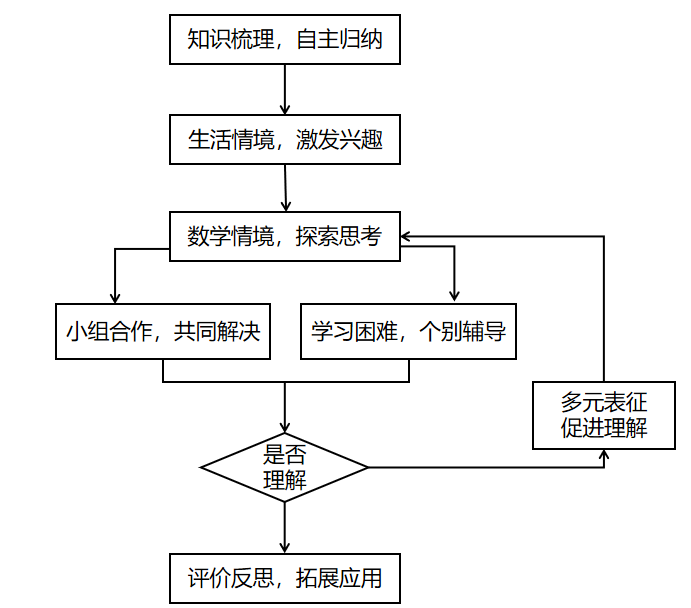 知识梳理，自主归纳
生活情境，激发兴趣
数学情境，探索思考
小组合作，共同解决
学习困难，个别辅导
多元表征
促进理解
是否
理解
评价反思，拓展应用